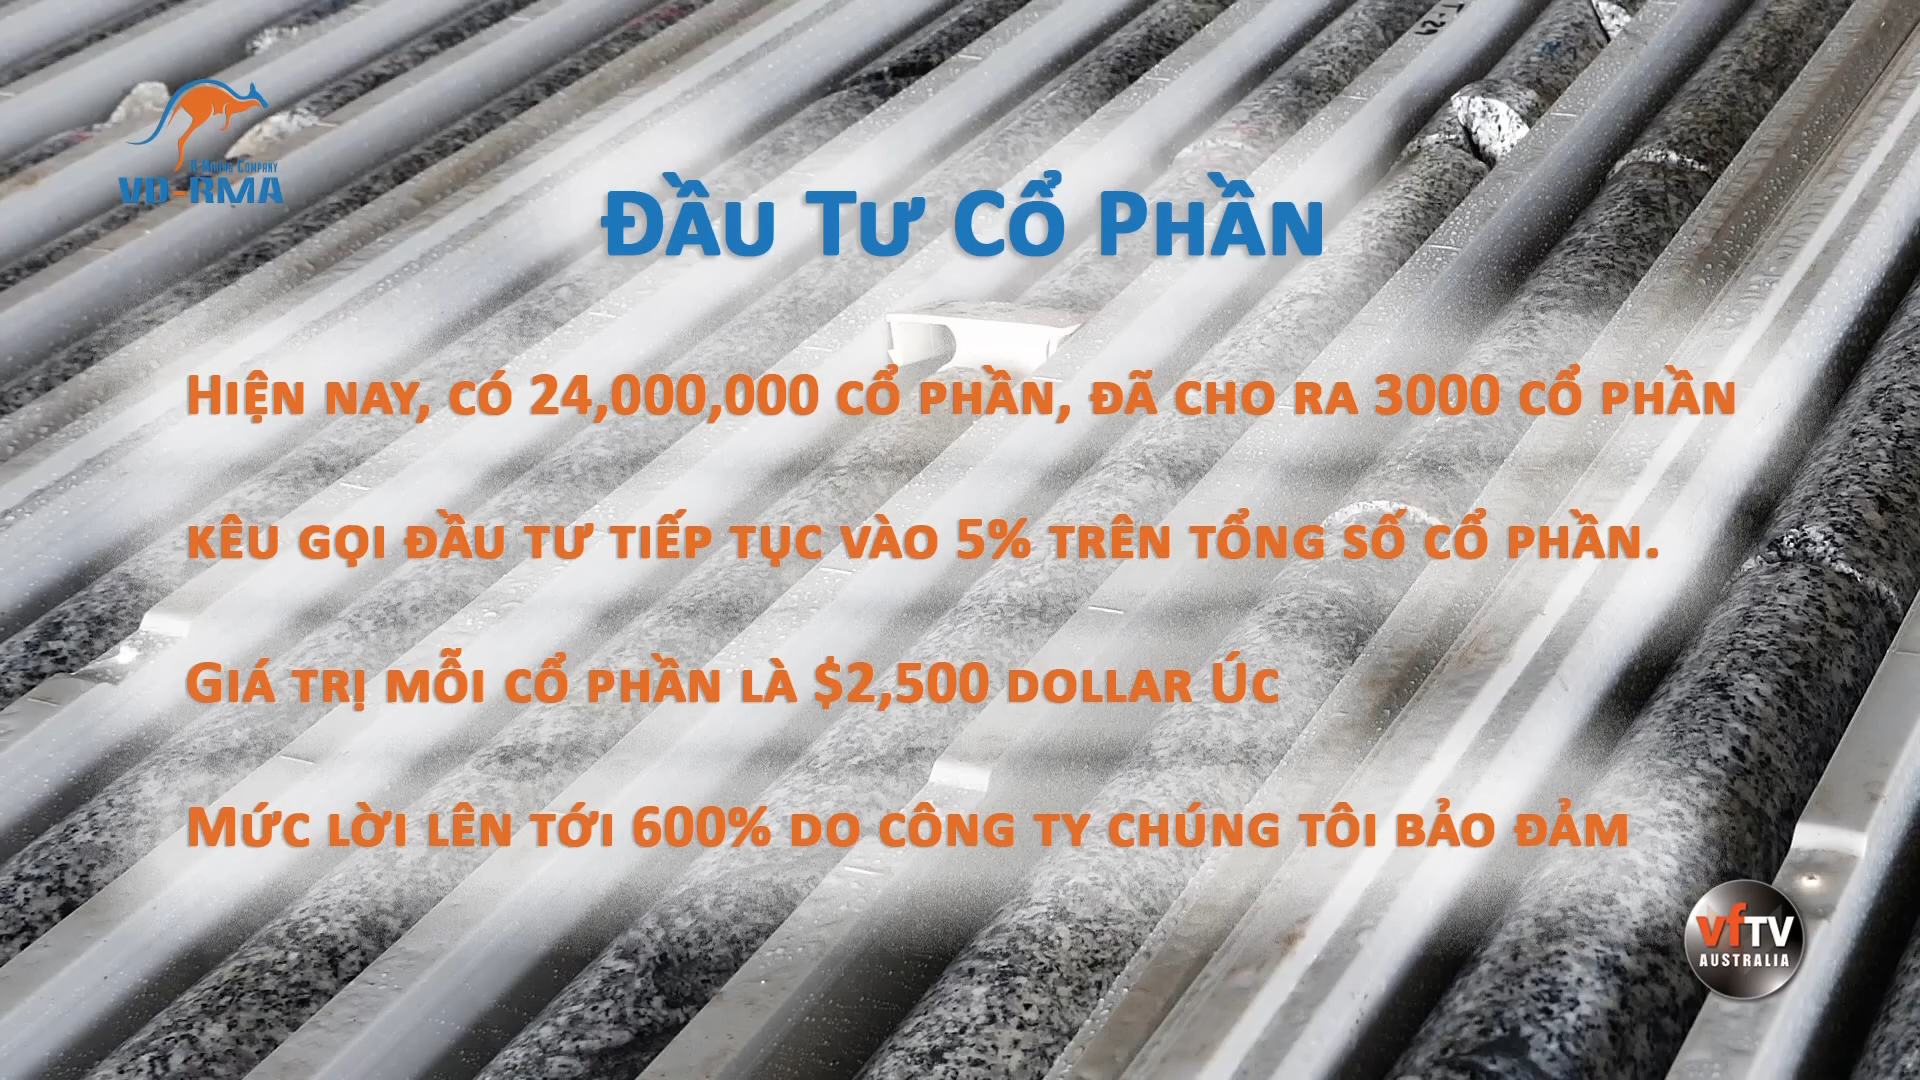 VD-RMA
Đầu Tư Cổ Phần
Hiện nay, có 24,000,000 cổ phần, đã cho ra 3000 cổ phần
kêu gọi đầu tư tiếp tục vào 5% trên tổng số cổ phần.
Giá trị mỗi cổ phần là $2,500 dollar Úc
Mức lời lên tới 600% do công ty chúng tôi bảo đảm
vfTV
AUSTRALIA